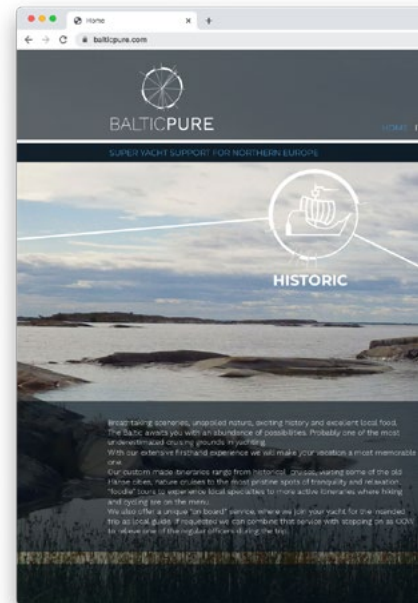 Home
balticpure.com
BALTICPURE
HOME
SUPER YACHT SUPPORT FOR NORTHERN EUROPE
HISTORIC
Breathtaking sceneries, unspoiled nature, exciting history and excellent local food.
The Baltic awaits you with an abundance of possibilities. Probably one of the most
underestimated cruising grounds in yachting.
With our extensive firsthand experience we will make your vacation a most memorable
one.
Our custom made itineraries range from historical cruises, visiting some of the old
Hanse cities, nature cruises to the most pristine spots of tranquility and relaxation,
"foodie" tours to experience local specialties to more active itineraries where hiking
and cycling are on the menu.
We also offer a unique "on board" service, where we join your yacht for the intended
trip as local guide. If requested we can combine that service with stepping on as OOW
to relieve one of the regular officers during the trip.